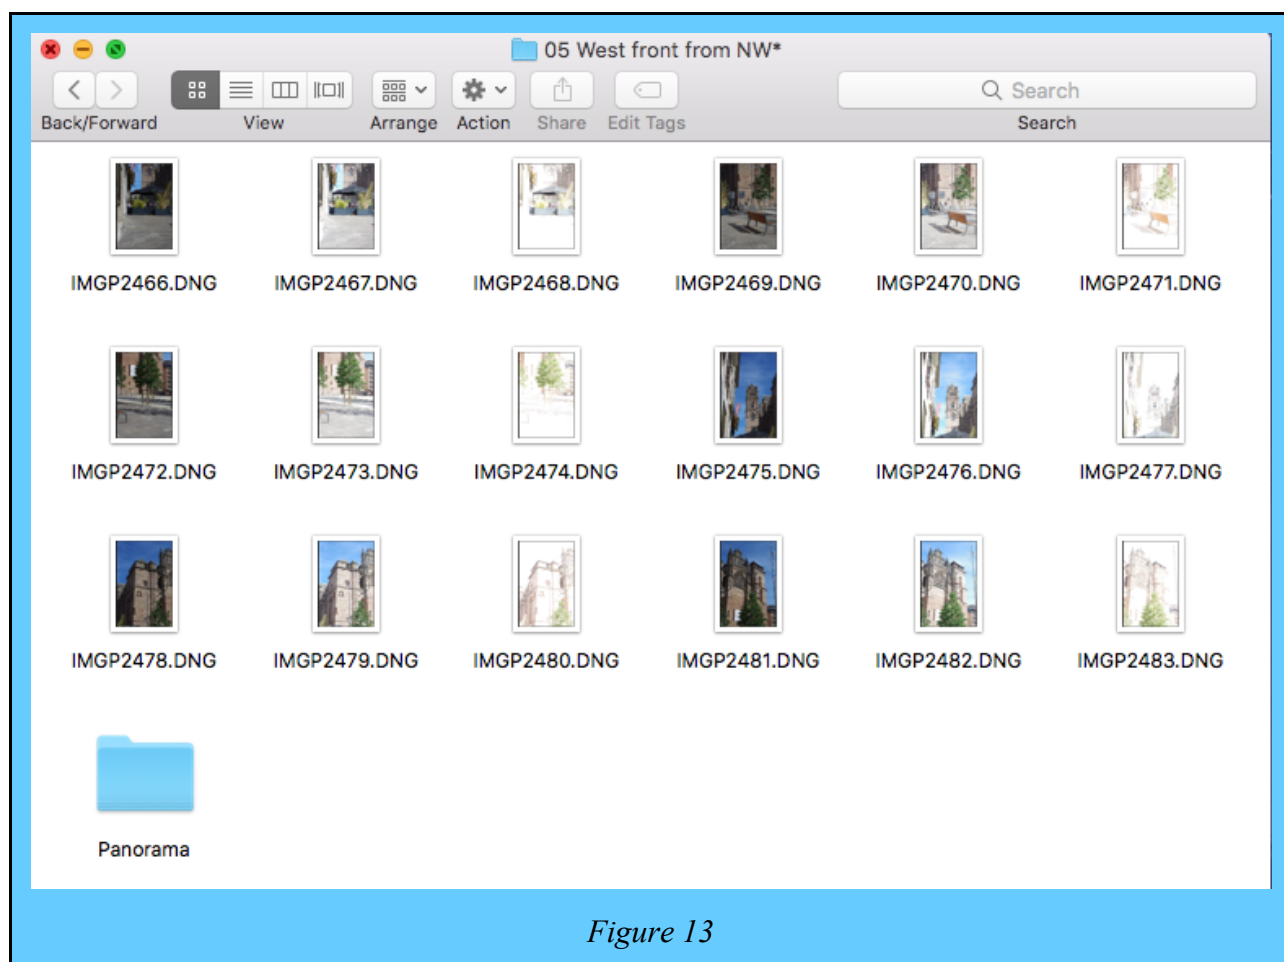 05 West front from NW*
Search
Back/Forward View Arrange Action Share Edit Tags Search
IMGP2466.DNG IMGP2467.DNG IMGP2468.DNG IMGP2469.DNG IMGP2470.DNG IMGP2471.DNG
IMGP2472.DNG IMGP2473.DNG IMGP2474.DNG IMGP2475.DNG IMGP2476.DNG IMGP2477.DNG
IMGP2478.DNG IMGP2479.DNG IMGP2480.DNG IMGP2481.DNG IMGP2482.DNG IMGP2483.DNG
Panorama
Figure 13